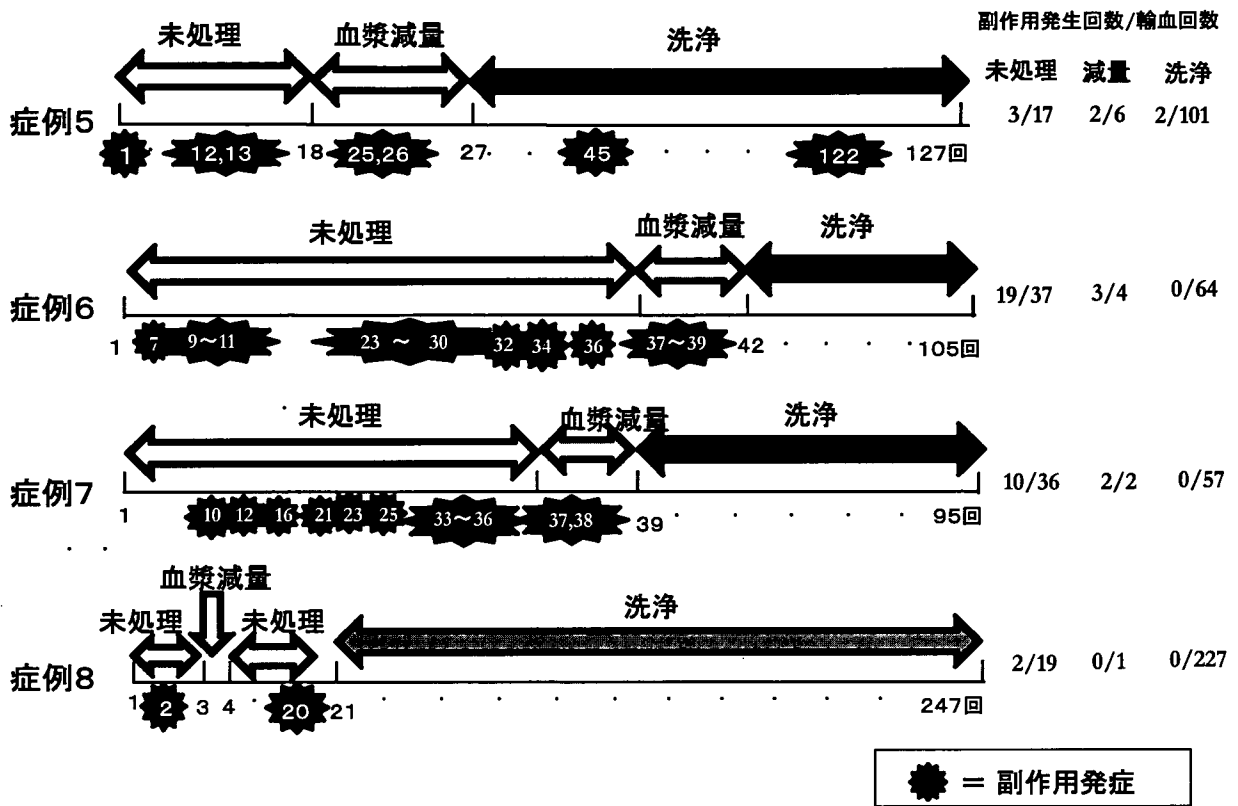 副作用発生回数/輸血回数
未処理 血漿減量 洗浄 未処理 減量 洗浄
症例5 3/17 2/6 2/101
1 12,13 18 25,26 27 45 122 127回
未処理 血漿減量 洗浄
症例6 19/37 3/4 0/64
1 7 9～11 23 ～ 30 32 34 36 37～39 42 105回
未処理 血漿減量 洗浄
症例7 10/36 2/2 0/57
1 10 12 16 21 23 25 33～36 37,38 39 95回
血漿減量
未処理 未処理 洗浄
症例8 2/19 0/1 0/227
1 2 3 4 20 21 247回
= 副作用発症